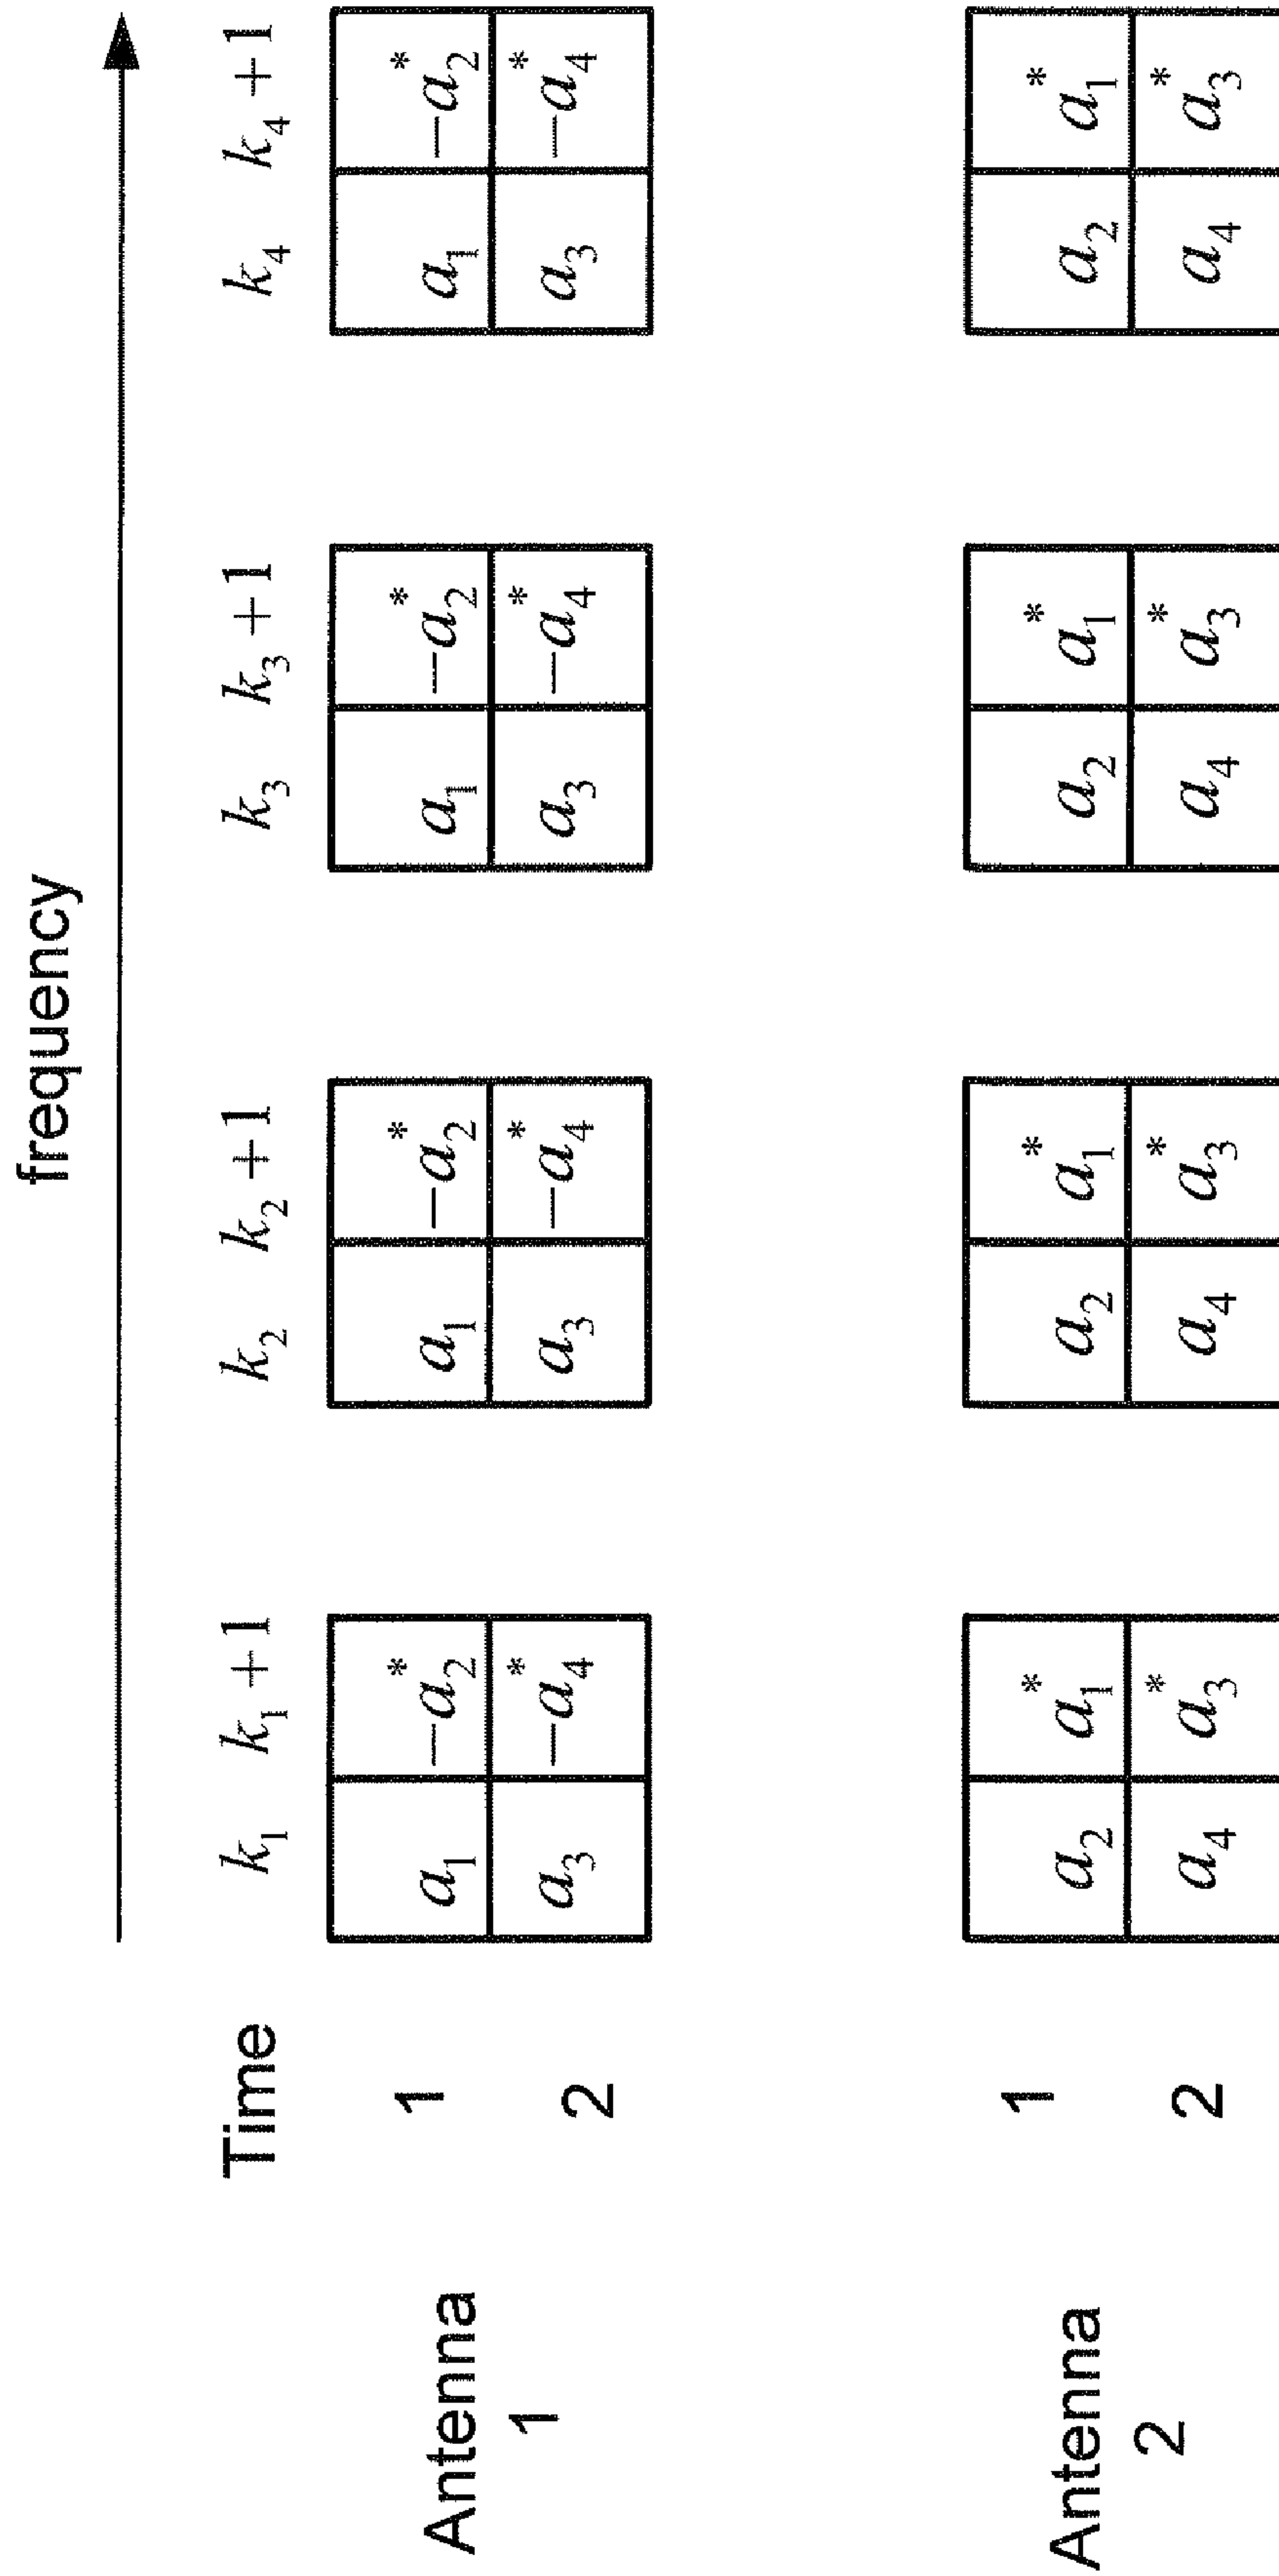 frequency
Time k₁ k₁+1 k₂ k₂+1 k₃ k₃+1 k₄ k₄+1
Antenna 1
1 a₁ −a₂* a₁ −a₂* a₁ −a₂* a₁ −a₂*
2 a₃ −a₄* a₃ −a₄* a₃ −a₄* a₃ −a₄*
Antenna 2
1 a₂ a₁* a₂ a₁* a₂ a₁* a₂ a₁*
2 a₄ a₃* a₄ a₃* a₄ a₃* a₄ a₃*